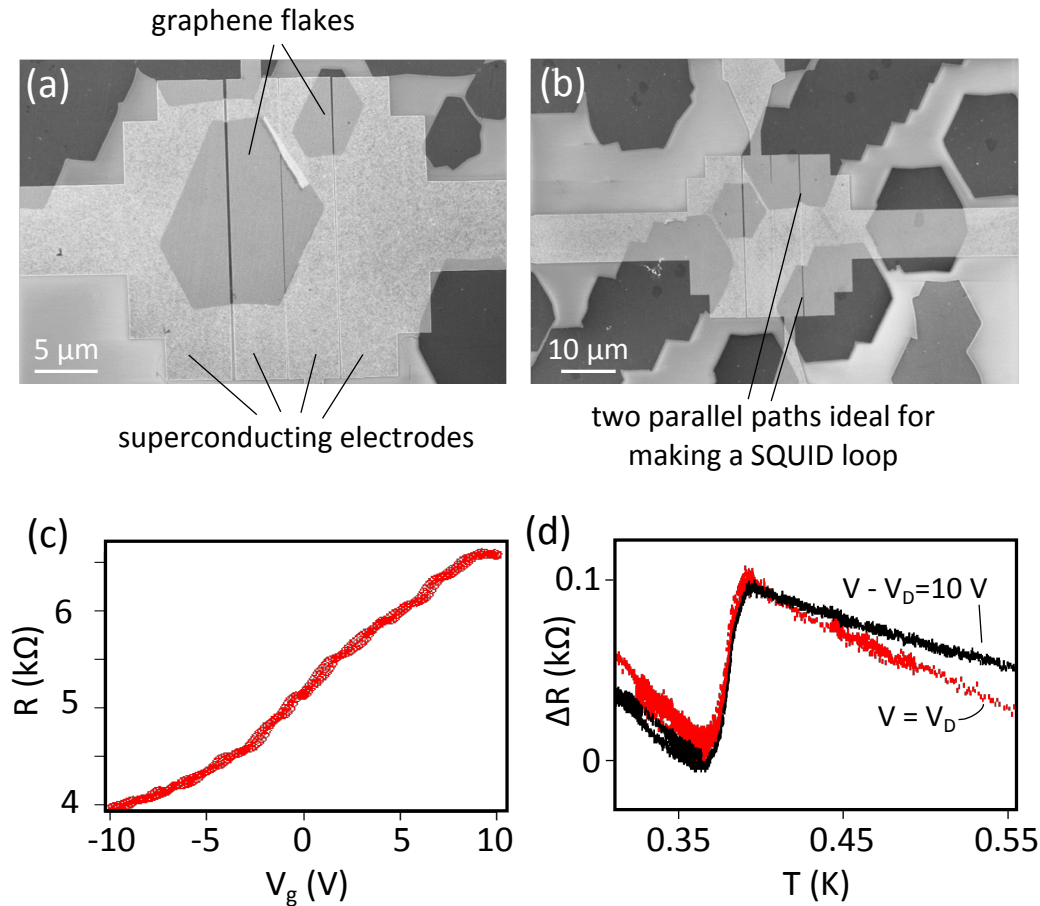 graphene flakes
(a)
(b)
5 µm
10 µm
superconducting electrodes
two parallel paths ideal for
making a SQUID loop
(c)
R (kΩ)
6
5
4
-10
-5
0
5
10
V_g (V)
(d)
ΔR (kΩ)
0.1
0
V - V_D=10 V
V = V_D
0.35
0.45
0.55
T (K)